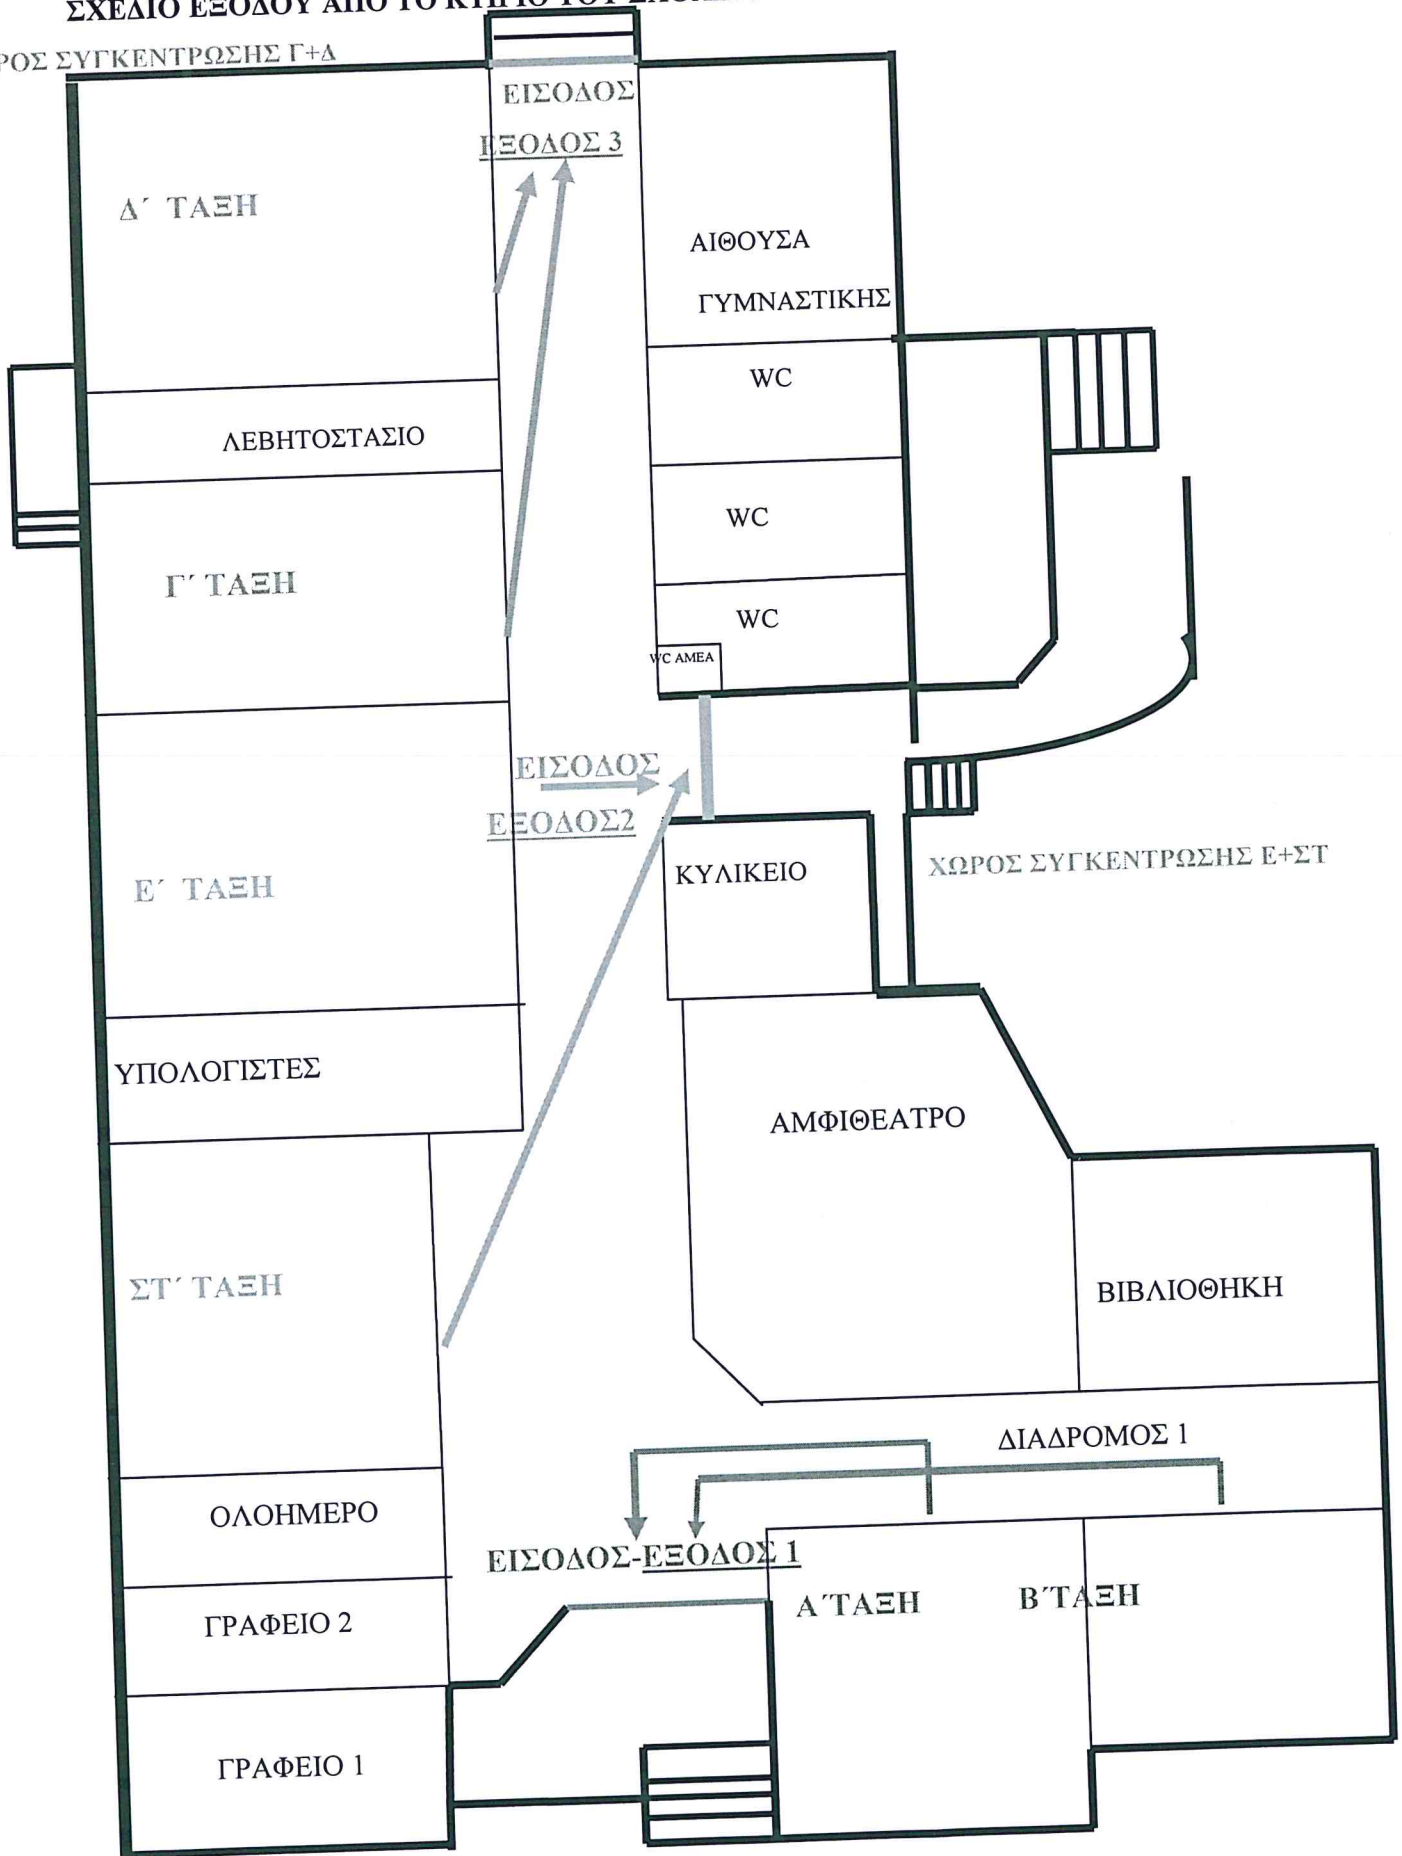 ΣΧΕΔΙΟ ΕΞΟΔΟΥ ΑΠΟ ΤΟ ΚΤΗΡΙΟ ΤΟΥ
ΣΥΓΚΕΝΤΡΩΣΗΣ Γ+Δ
ΕΙΣΟΔΟΣ
ΕΞΟΔΟΣ 3
Δ´ ΤΑΞΗ
ΑΙΘΟΥΣΑ
ΓΥΜΝΑΣΤΙΚΗΣ
WC
ΛΕΒΗΤΟΣΤΑΣΙΟ
WC
Γ´ ΤΑΞΗ
WC
WC ΑΜΕΑ
ΕΙΣΟΔΟΣ
ΕΞΟΔΟΣ2
ΚΥΛΙΚΕΙΟ
ΧΩΡΟΣ ΣΥΓΚΕΝΤΡΩΣΗΣ Ε+ΣΤ
Ε´ ΤΑΞΗ
ΥΠΟΛΟΓΙΣΤΕΣ
ΑΜΦΙΘΕΑΤΡΟ
ΣΤ´ ΤΑΞΗ
ΒΙΒΛΙΟΘΗΚΗ
ΔΙΑΔΡΟΜΟΣ 1
ΟΛΟΗΜΕΡΟ
ΕΙΣΟΔΟΣ-ΕΞΟΔΟΣ 1
Α´ΤΑΞΗ
Β´ΤΑΞΗ
ΓΡΑΦΕΙΟ 2
ΓΡΑΦΕΙΟ 1